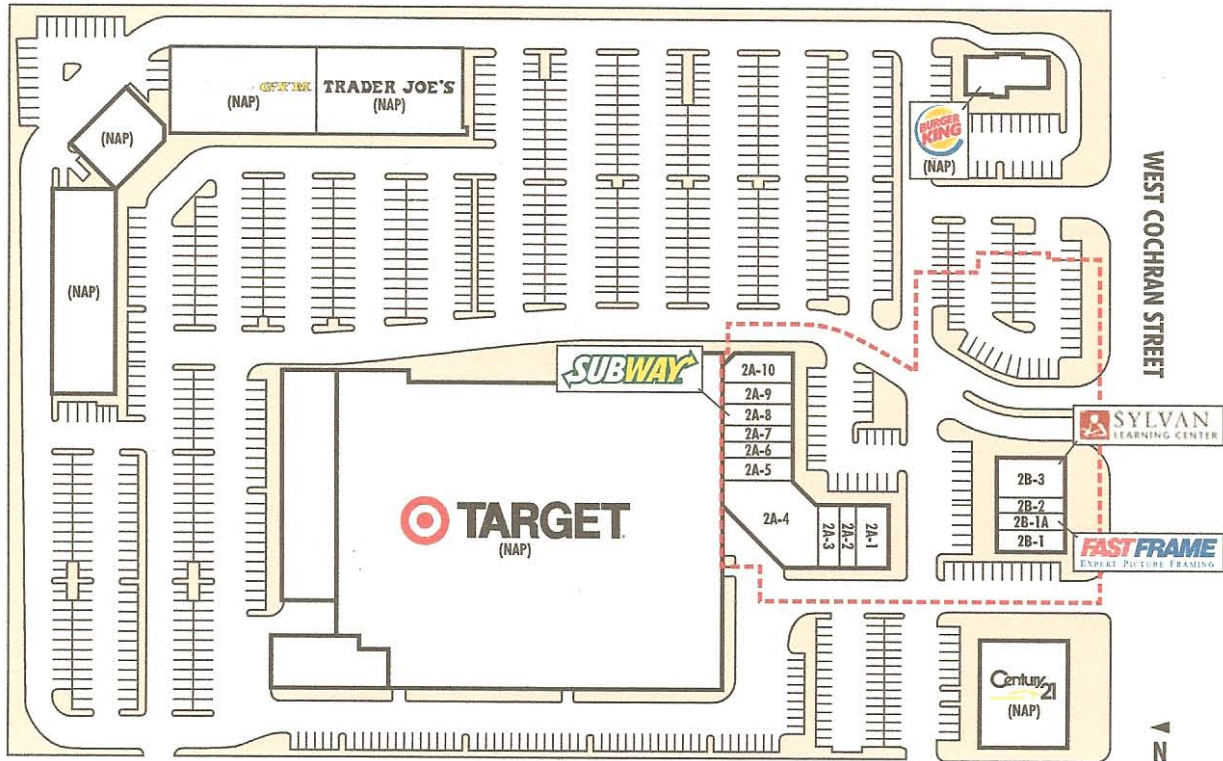 GYM
(NAP)
TRADER JOE'S
(NAP)
(NAP)
(NAP)
BURGER
KING
(NAP)
WEST COCHRAN STREET
SUBWAY
2A-10
2A-9
2A-8
2A-7
2A-6
2A-5
2A-4
2A-3
2A-2
2A-1
TARGET
(NAP)
SYLVAN
LEARNING CENTER
2B-3
2B-2
2B-1A
2B-1
FASTFRAME
EXPERT PICTURE FRAMING
Century 21
(NAP)
N